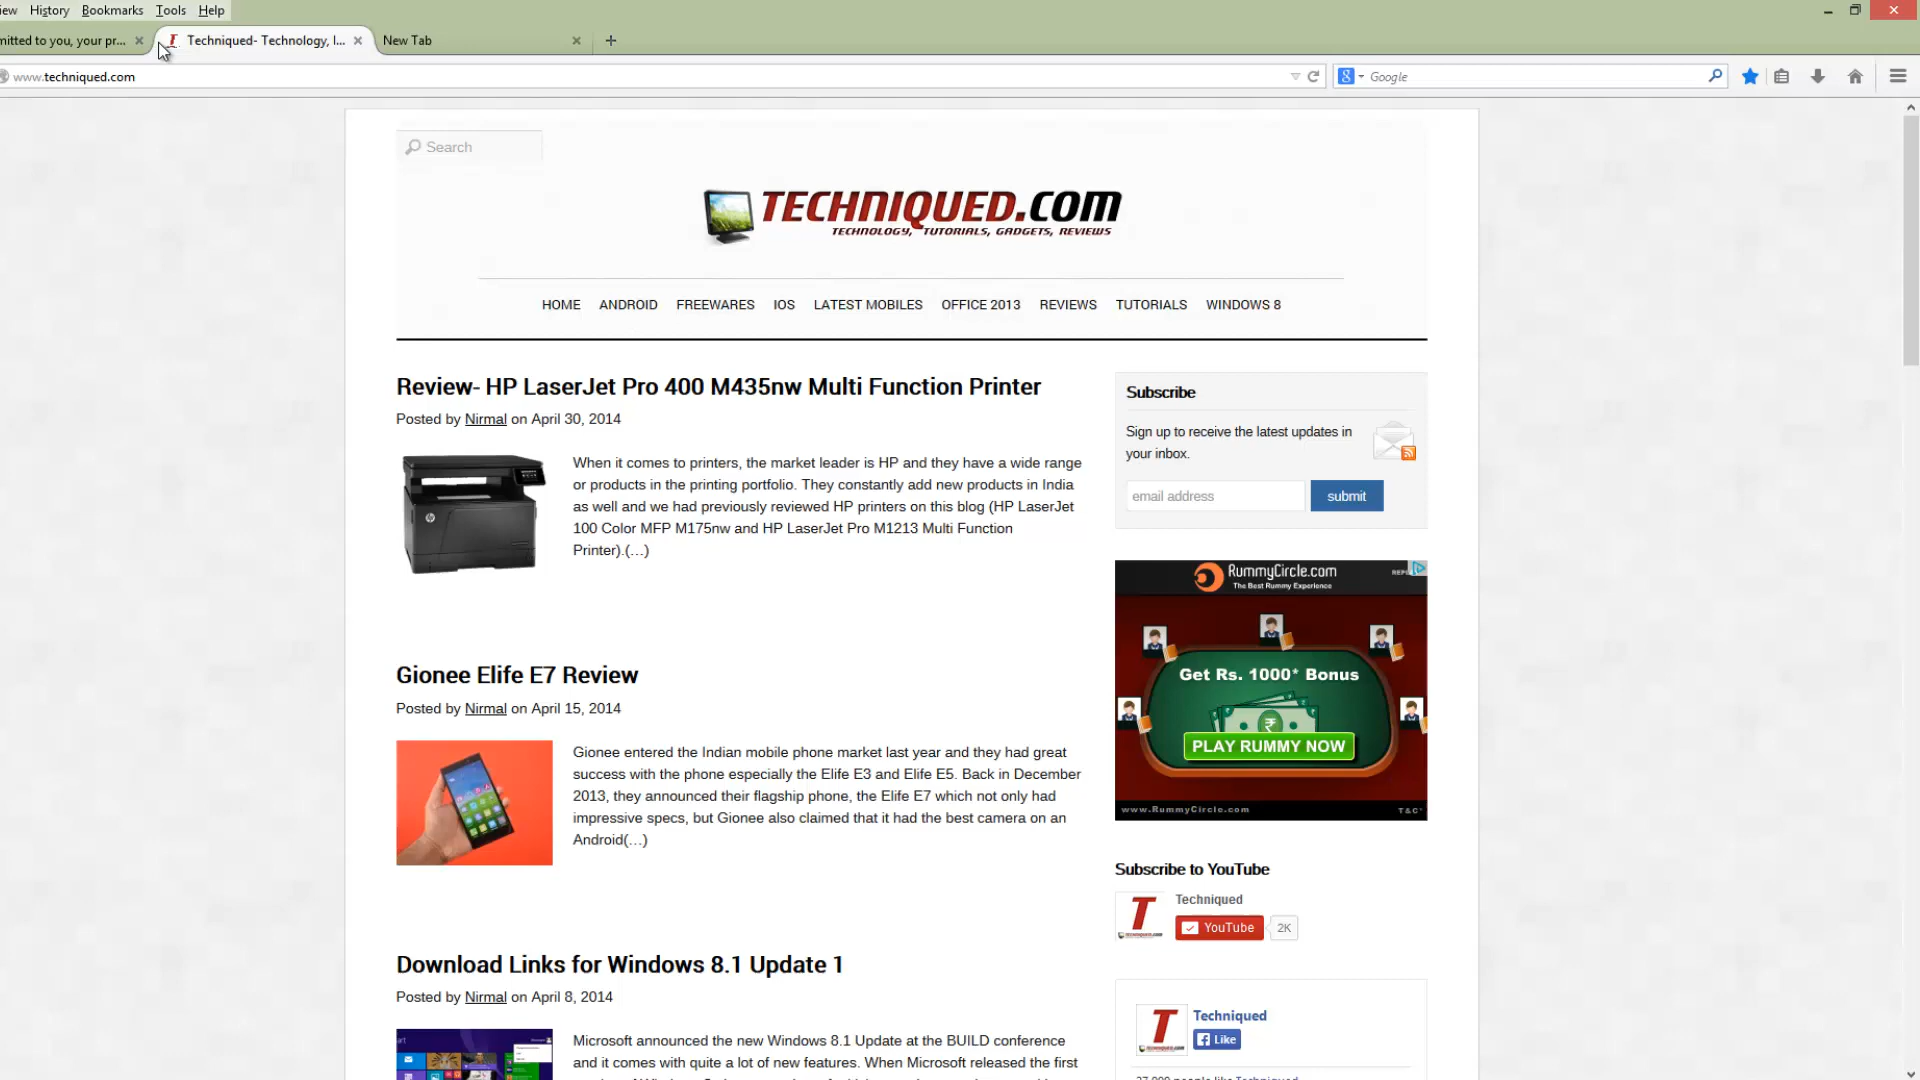 iew History Bookmarks Tools Help
mitted to you, your pr... Techniqued- Technology, I... New Tab
www.techniqued.com
Google
Search
TECHNIQUED.COM
TECHNOLOGY, TUTORIALS, GADGETS, REVIEWS
HOME ANDROID FREEWARES IOS LATEST MOBILES OFFICE 2013 REVIEWS TUTORIALS WINDOWS 8
Review- HP LaserJet Pro 400 M435nw Multi Function Printer
Posted by Nirmal on April 30, 2014
When it comes to printers, the market leader is HP and they have a wide range
or products in the printing portfolio. They constantly add new products in India
as well and we had previously reviewed HP printers on this blog (HP LaserJet
100 Color MFP M175nw and HP LaserJet Pro M1213 Multi Function
Printer).(…)
Gionee Elife E7 Review
Posted by Nirmal on April 15, 2014
Gionee entered the Indian mobile phone market last year and they had great
success with the phone especially the Elife E3 and Elife E5. Back in December
2013, they announced their flagship phone, the Elife E7 which not only had
impressive specs, but Gionee also claimed that it had the best camera on an
Android(…)
Download Links for Windows 8.1 Update 1
Posted by Nirmal on April 8, 2014
Microsoft announced the new Windows 8.1 Update at the BUILD conference
and it comes with quite a lot of new features. When Microsoft released the first
Subscribe
Sign up to receive the latest updates in
your inbox.
email address submit
RummyCircle.com
The Best Rummy Experience
Get Rs. 1000* Bonus
PLAY RUMMY NOW
www.RummyCircle.com T&C*
Subscribe to YouTube
Techniqued
YouTube 2K
Techniqued
Like